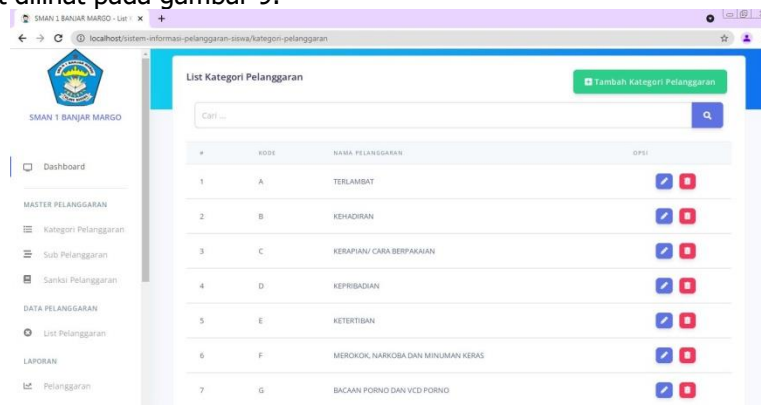 t dilihat pada gambar 9.
SMAN 1 BANJAR MARGO - List
localhost/sistem-informasi-pelanggaran-siswa/kategori-pelanggaran
SMAN 1 BANJAR MARGO
Dashboard
MASTER PELANGGARAN
Kategori Pelanggaran
Sub Pelanggaran
Sanksi Pelanggaran
DATA PELANGGARAN
List Pelanggaran
LAPORAN
Pelanggaran
List Kategori Pelanggaran
Tambah Kategori Pelanggaran
Cari ...
# KODE NAMA PELANGGARAN OPSI
1 A TERLAMBAT
2 B KEHADIRAN
3 C KERAPIAN/ CARA BERPAKAIAN
4 D KEPRIBADIAN
5 E KETERTIBAN
6 F MEROKOK, NARKOBA DAN MINUMAN KERAS
7 G BACAAN PORNO DAN VCD PORNO